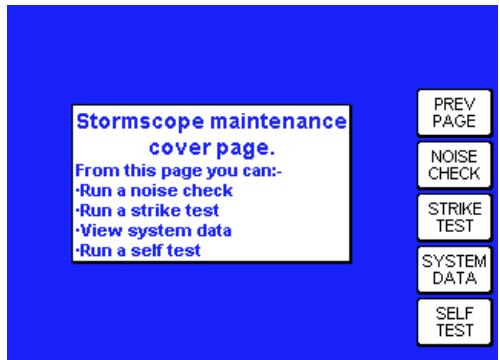 Stormscope maintenance
cover page.
From this page you can:-
·Run a noise check
·Run a strike test
·View system data
·Run a self test
PREV
PAGE
NOISE
CHECK
STRIKE
TEST
SYSTEM
DATA
SELF
TEST